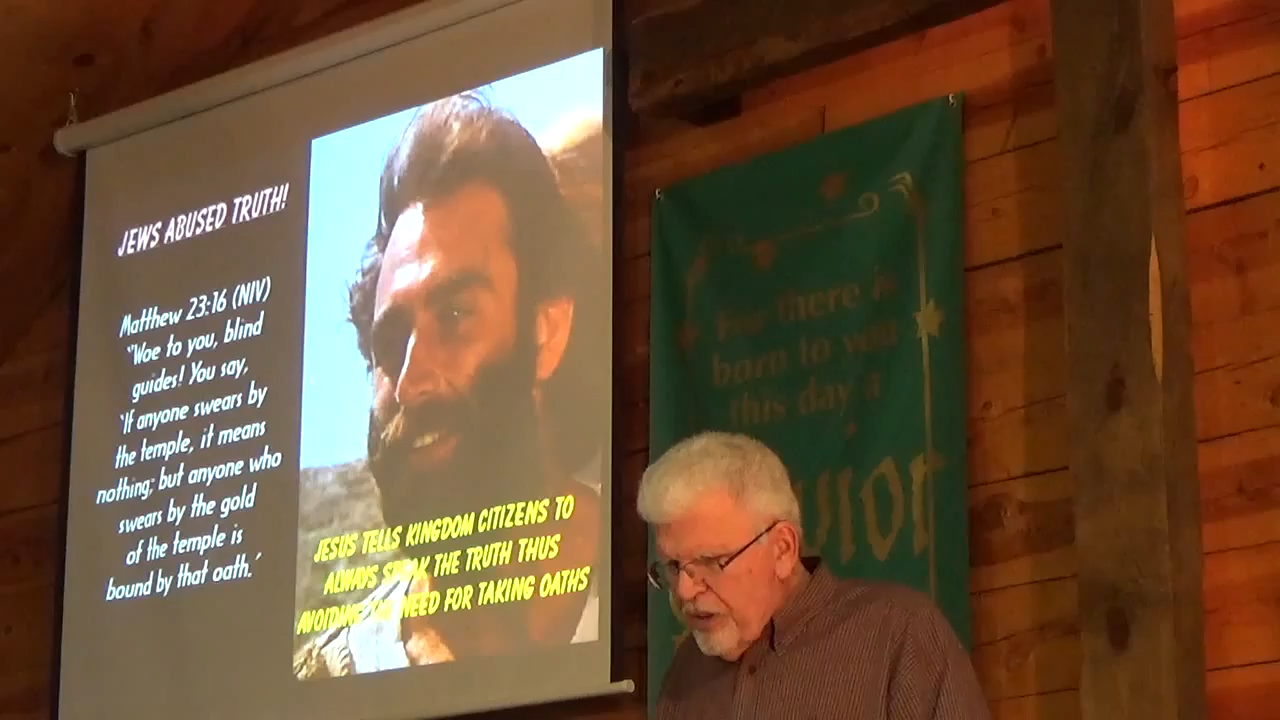 JEWS ABUSED TRUTH!
Matthew 23:16 (NIV)
"Woe to you, blind
guides! You say,
'If anyone swears by
the temple, it means
nothing; but anyone who
swears by the gold
of the temple is
bound by that oath.'
JESUS TELLS KINGDOM CITIZENS TO
ALWAYS SPEAK THE TRUTH THUS
AVOIDING THE NEED FOR TAKING OATHS
For there is
born to you
this day a